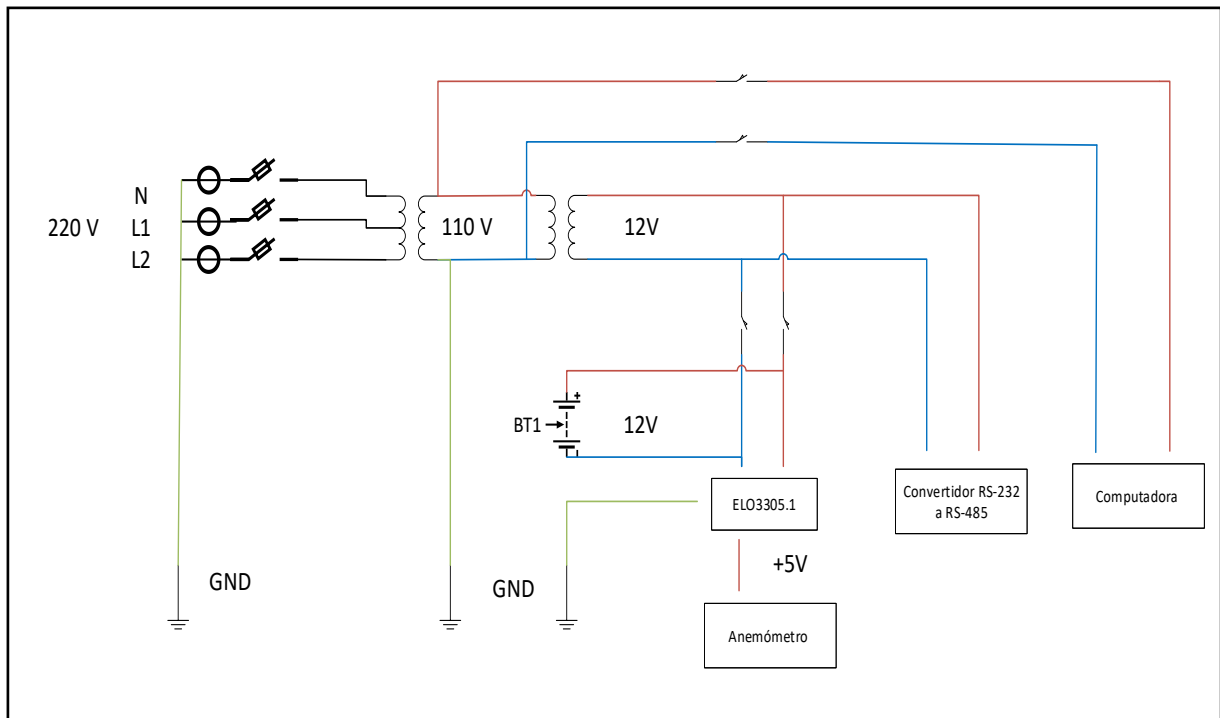 N
220 V
L1
L2
110 V
12V
BT1
+
12V
ELO3305.1
Convertidor RS-232
a RS-485
Computadora
+5V
GND
GND
Anemómetro